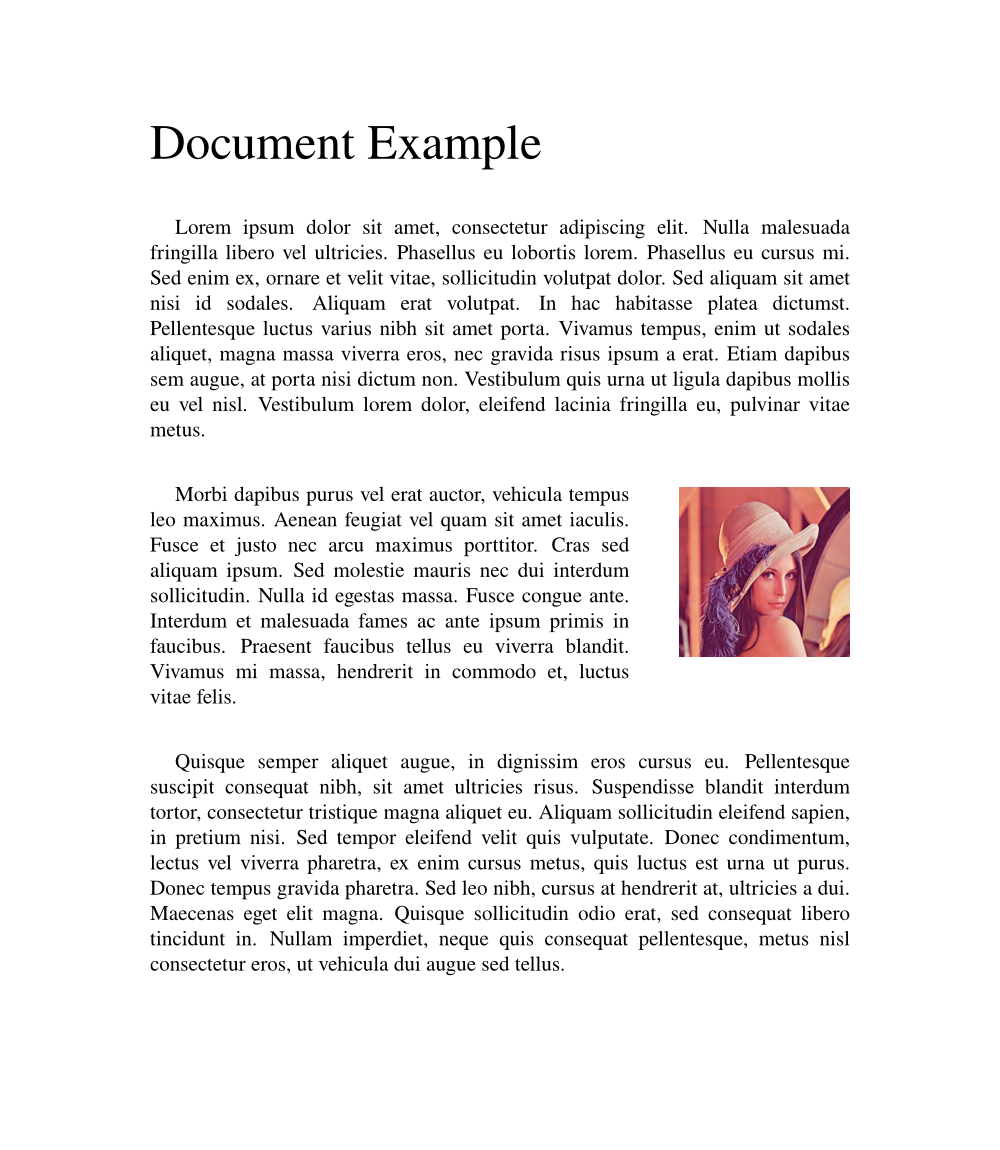 Document Example
Lorem ipsum dolor sit amet, consectetur adipiscing elit. Nulla malesuada
fringilla libero vel ultricies. Phasellus eu lobortis lorem. Phasellus eu cursus mi.
Sed enim ex, ornare et velit vitae, sollicitudin volutpat dolor. Sed aliquam sit amet
nisi id sodales. Aliquam erat volutpat. In hac habitasse platea dictumst.
Pellentesque luctus varius nibh sit amet porta. Vivamus tempus, enim ut sodales
aliquet, magna massa viverra eros, nec gravida risus ipsum a erat. Etiam dapibus
sem augue, at porta nisi dictum non. Vestibulum quis urna ut ligula dapibus mollis
eu vel nisl. Vestibulum lorem dolor, eleifend lacinia fringilla eu, pulvinar vitae
metus.
Morbi dapibus purus vel erat auctor, vehicula tempus
leo maximus. Aenean feugiat vel quam sit amet iaculis.
Fusce et justo nec arcu maximus porttitor. Cras sed
aliquam ipsum. Sed molestie mauris nec dui interdum
sollicitudin. Nulla id egestas massa. Fusce congue ante.
Interdum et malesuada fames ac ante ipsum primis in
faucibus. Praesent faucibus tellus eu viverra blandit.
Vivamus mi massa, hendrerit in commodo et, luctus
vitae felis.
Quisque semper aliquet augue, in dignissim eros cursus eu. Pellentesque
suscipit consequat nibh, sit amet ultricies risus. Suspendisse blandit interdum
tortor, consectetur tristique magna aliquet eu. Aliquam sollicitudin eleifend sapien,
in pretium nisi. Sed tempor eleifend velit quis vulputate. Donec condimentum,
lectus vel viverra pharetra, ex enim cursus metus, quis luctus est urna ut purus.
Donec tempus gravida pharetra. Sed leo nibh, cursus at hendrerit at, ultricies a dui.
Maecenas eget elit magna. Quisque sollicitudin odio erat, sed consequat libero
tincidunt in. Nullam imperdiet, neque quis consequat pellentesque, metus nisl
consectetur eros, ut vehicula dui augue sed tellus.